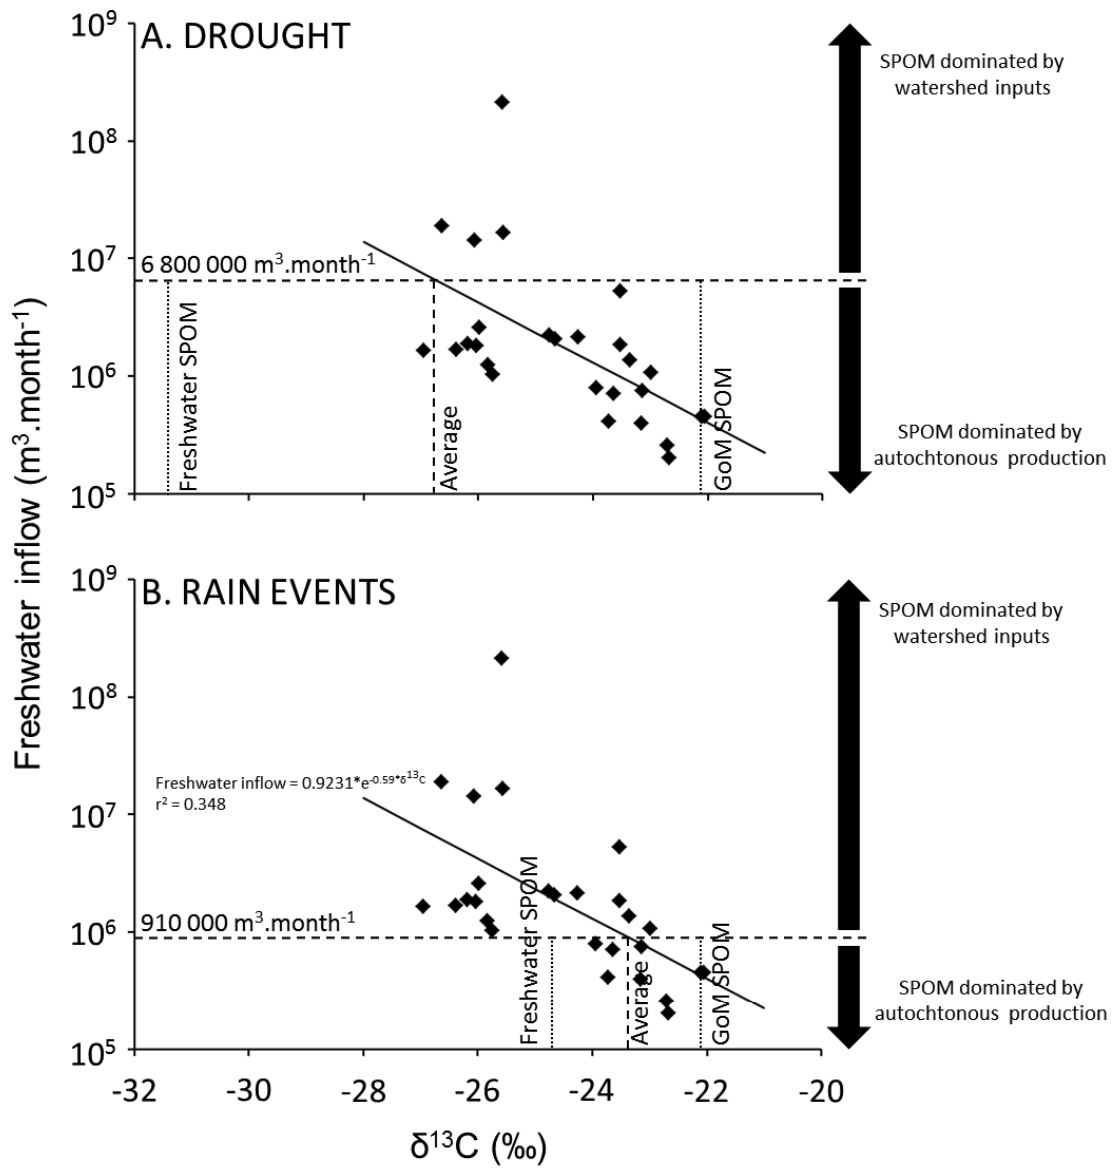 A. DROUGHT
Freshwater inflow (m³.month⁻¹)
10⁹
10⁸
10⁷
10⁶
10⁵
6 800 000 m³.month⁻¹
Freshwater SPOM
Average
GoM SPOM
SPOM dominated by
watershed inputs
SPOM dominated by
autochtonous production
B. RAIN EVENTS
10⁹
10⁸
10⁷
10⁶
10⁵
Freshwater inflow = 0.9231*e^-0.59*δ¹³C
r² = 0.348
910 000 m³.month⁻¹
Freshwater SPOM
Average
GoM SPOM
SPOM dominated by
watershed inputs
SPOM dominated by
autochtonous production
-32 -30 -28 -26 -24 -22 -20
δ¹³C (‰)